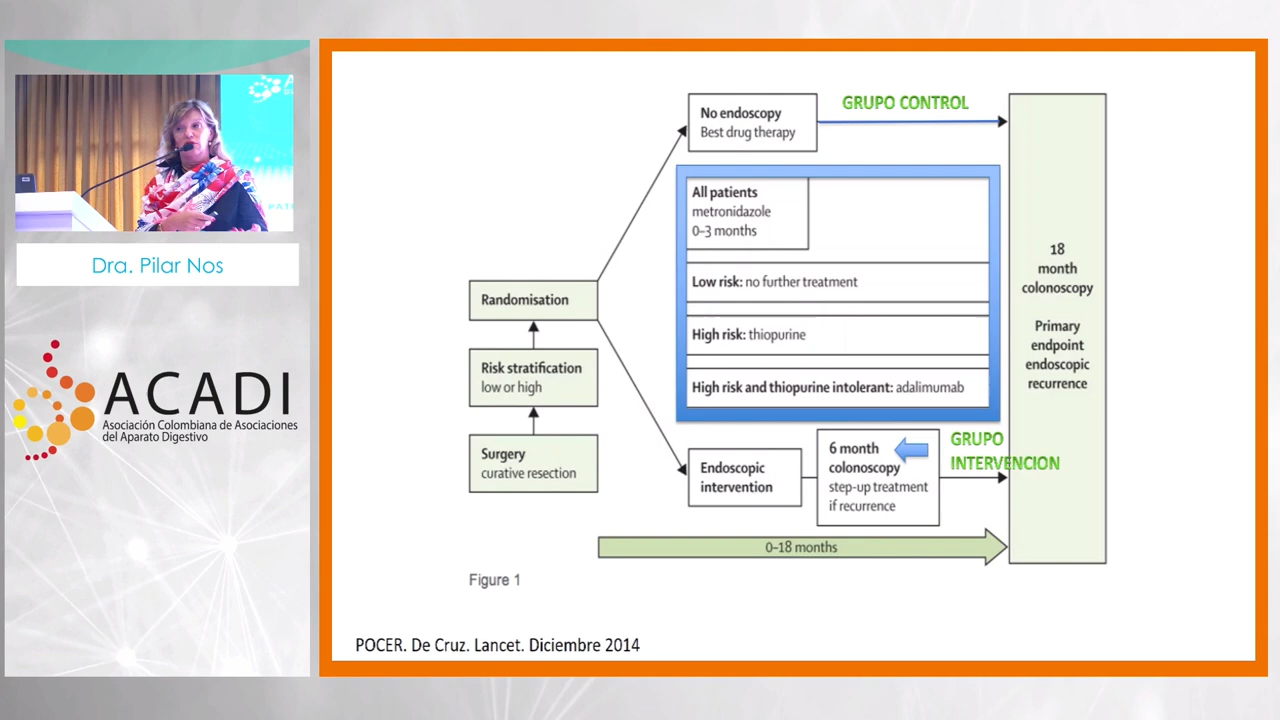 Dra. Pilar Nos
ACADI
Asociación Colombiana de Asociaciones
del Aparato Digestivo
No endoscopy
Best drug therapy
GRUPO CONTROL
All patients
metronidazole
0–3 months
Low risk: no further treatment
High risk: thiopurine
High risk and thiopurine intolerant: adalimumab
Randomisation
Risk stratification
low or high
Surgery
curative resection
Endoscopic
intervention
6 month
colonoscopy
step-up treatment
if recurrence
GRUPO
INTERVENCION
18
month
colonoscopy
Primary
endpoint
endoscopic
recurrence
0–18 months
Figure 1
POCER. De Cruz. Lancet. Diciembre 2014